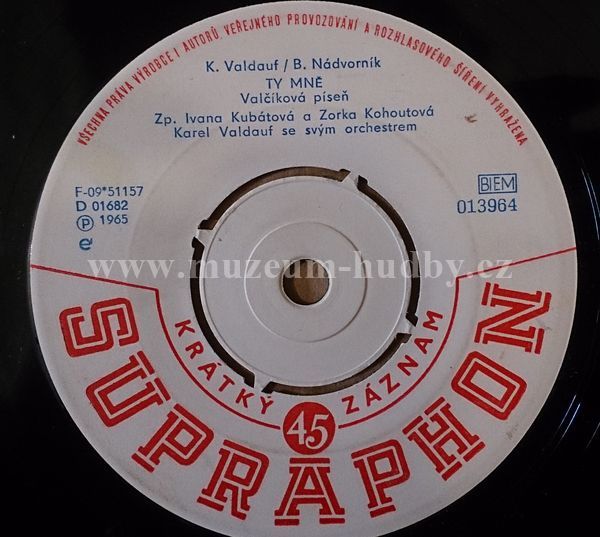 VŠECHNA PRÁVA VÝROBCE I AUTORŮ VEŘEJNÉHO PROVOZOVÁNÍ A ROZHLASOVÉHO ŠÍŘENÍ VYHRAŽENA
K. Valdauf / B. Nádvorník
TY MNĚ
Valčíková píseň
Zp. Ivana Kubátová a Zorka Kohoutová
Karel Valdauf se svým orchestrem
F-09*51157
D 01682
Ⓟ 1965
BIEM
013964
www.muzeum-hudby.cz
KRÁTKÝ 45 ZÁZNAM
SUPRAPHON